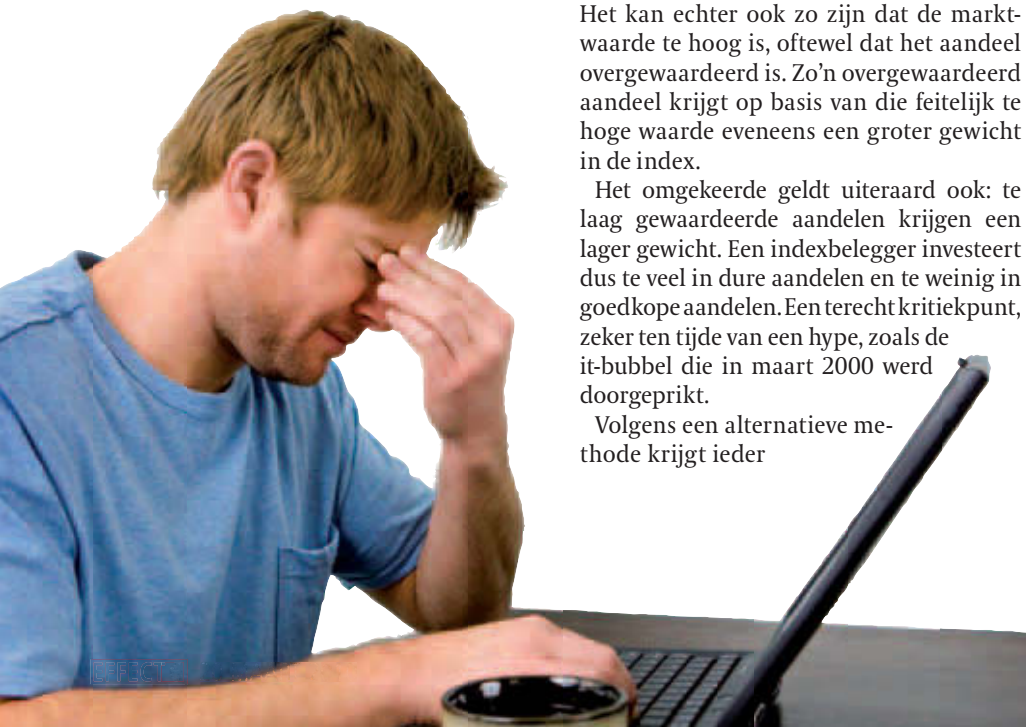 Het kan echter ook zo zijn dat de markt-
waarde te hoog is, oftewel dat het aandeel
overgewaardeerd is. Zo’n overgewaardeerd
aandeel krijgt op basis van die feitelijk te
hoge waarde eveneens een groter gewicht
in de index.
Het omgekeerde geldt uiteraard ook: te
laag gewaardeerde aandelen krijgen een
lager gewicht. Een indexbelegger investeert
dus te veel in dure aandelen en te weinig in
goedkope aandelen. Een terecht kritiekpunt,
zeker ten tijde van een hype, zoals de
it-bubbel die in maart 2000 werd
doorgeprikt.
Volgens een alternatieve me-
thode krijgt ieder